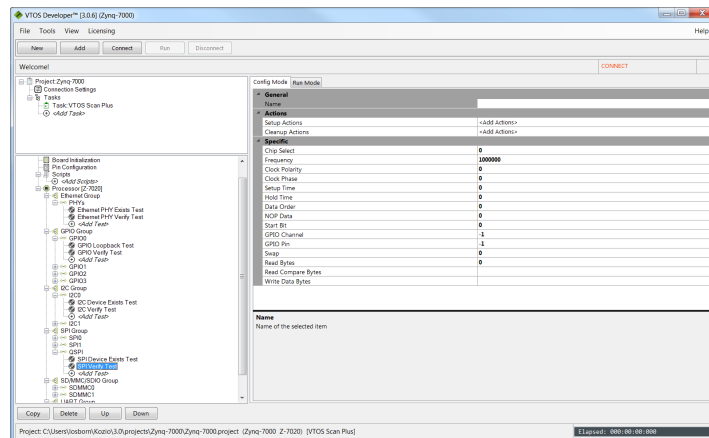 VTOS Developer™ [3.0.6] (Zynq-7000)
File Tools View Licensing Help
New Add Connect Run Disconnect
Welcome! CONNECT
Project:Zynq-7000
Connection Settings
Tasks
Task:VTOS Scan Plus
<Add Task>
Board Initialization
Pin Configuration
Scripts
<Add Scripts>
Processor [Z-7020]
Ethernet Group
PHYs
Ethernet PHY Exists Test
Ethernet PHY Verify Test
<Add Test>
GPIO Group
GPIO0
GPIO Loopback Test
GPIO Verify Test
<Add Test>
GPIO1
GPIO2
GPIO3
I2C Group
I2C0
I2C Device Exists Test
I2C Verify Test
<Add Test>
I2C1
SPI Group
SPI0
SPI1
QSPI
SPI Device Exists Test
SPI Verify Test
<Add Test>
SD/MMC/SDIO Group
SDMMC0
SDMMC1
UART Group
Config Mode Run Mode
General
Name
Actions
Setup Actions <Add Actions>
Cleanup Actions <Add Actions>
Specific
Chip Select 0
Frequency 1000000
Clock Polarity 0
Clock Phase 0
Setup Time 0
Hold Time 0
Data Order 0
NOP Data 0
Start Bit 0
GPIO Channel -1
GPIO Pin -1
Swap 0
Read Bytes 0
Read Compare Bytes
Write Data Bytes
Name
Name of the selected item
Copy Delete Up Down
Project: C:\Users\losborn\Kozio\3.0\projects\Zynq-7000\Zynq-7000.project (Zynq-7000 Z-7020) [VTOS Scan Plus] Elapsed: 000:00:00:000